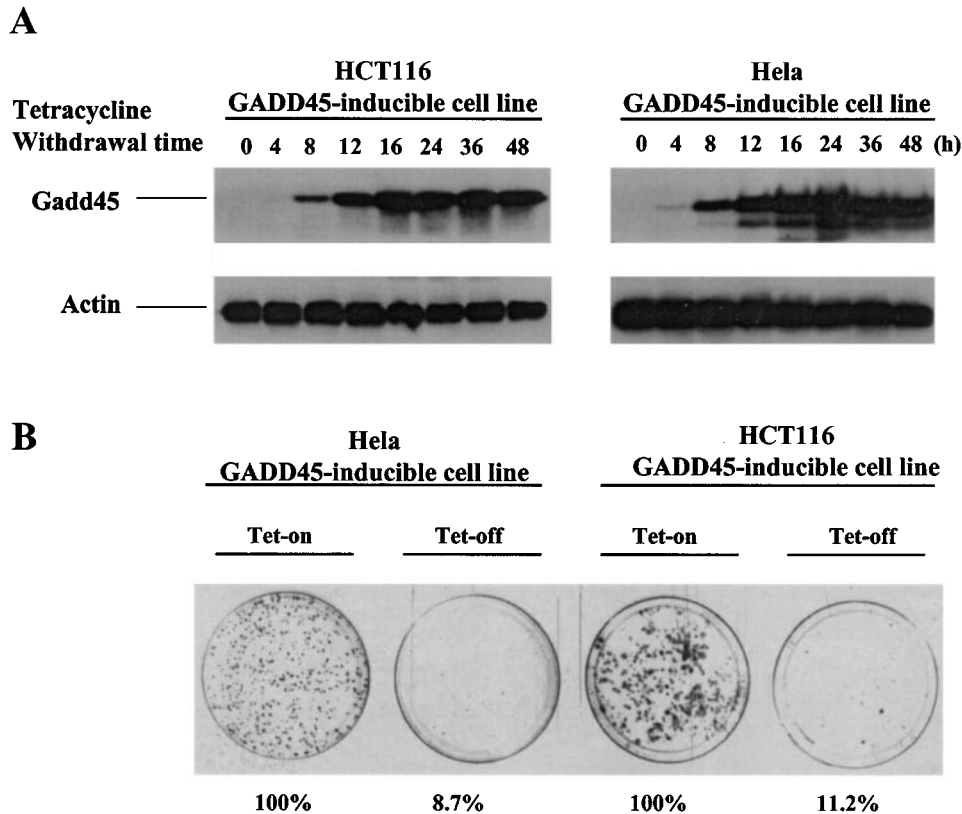 A
HCT116
GADD45-inducible cell line
Hela
GADD45-inducible cell line
Tetracycline
Withdrawal time
0 4 8 12 16 24 36 48
0 4 8 12 16 24 36 48 (h)
Gadd45
Actin
B
Hela
GADD45-inducible cell line
HCT116
GADD45-inducible cell line
Tet-on
Tet-off
Tet-on
Tet-off
100%
8.7%
100%
11.2%